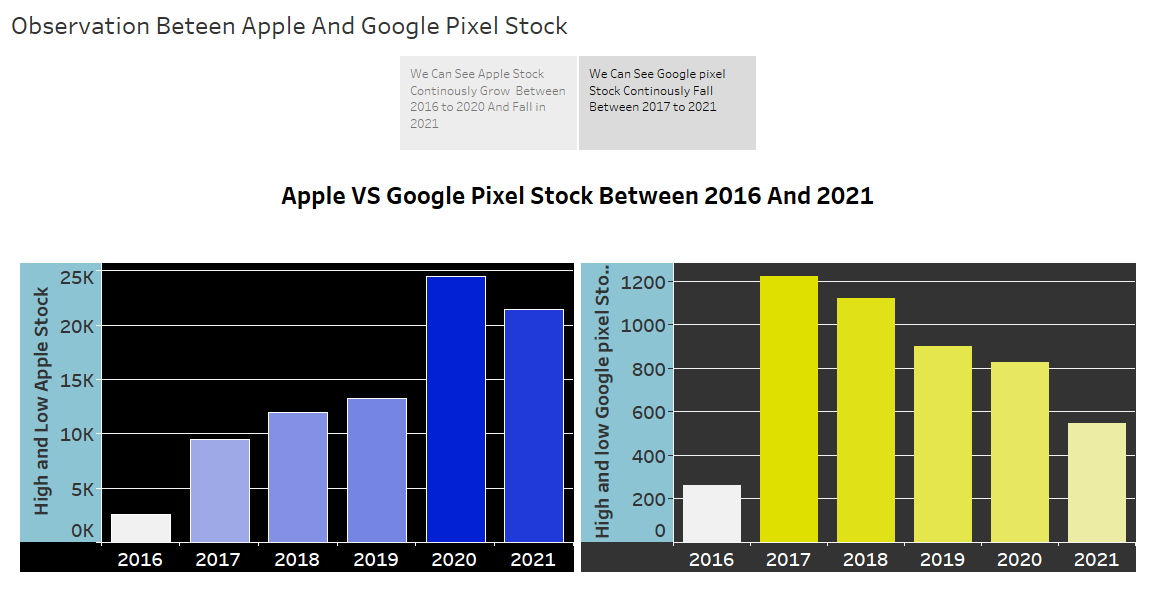 Observation Beteen Apple And Google Pixel Stock
We Can See Apple Stock
Continously Grow Between
2016 to 2020 And Fall in
2021
We Can See Google pixel
Stock Continously Fall
Between 2017 to 2021
Apple VS Google Pixel Stock Between 2016 And 2021
High and Low Apple Stock
25K
20K
15K
10K
5K
0K
2016 2017 2018 2019 2020 2021
High and low Google pixel Sto..
1200
1000
800
600
400
200
0
2016 2017 2018 2019 2020 2021